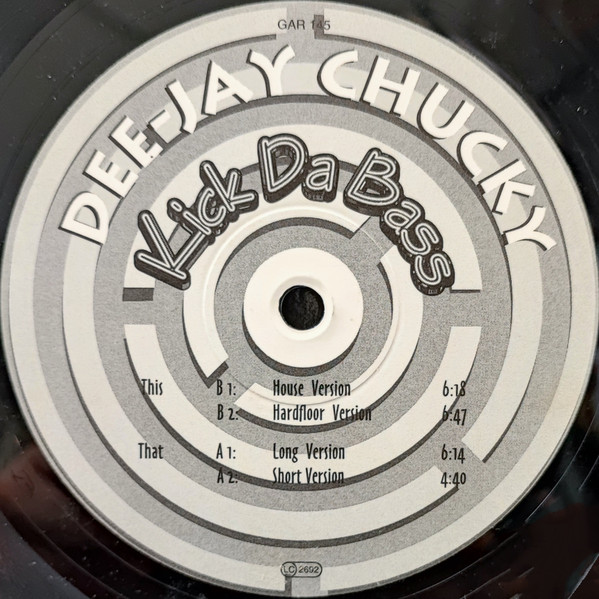 GAR 145
DEE-JAY CHUCKY
Kick Da Bass
This B 1: House Version 6:18
B 2: Hardfloor Version 6:47
That A 1: Long Version 6:14
A 2: Short Version 4:40
LC 2692